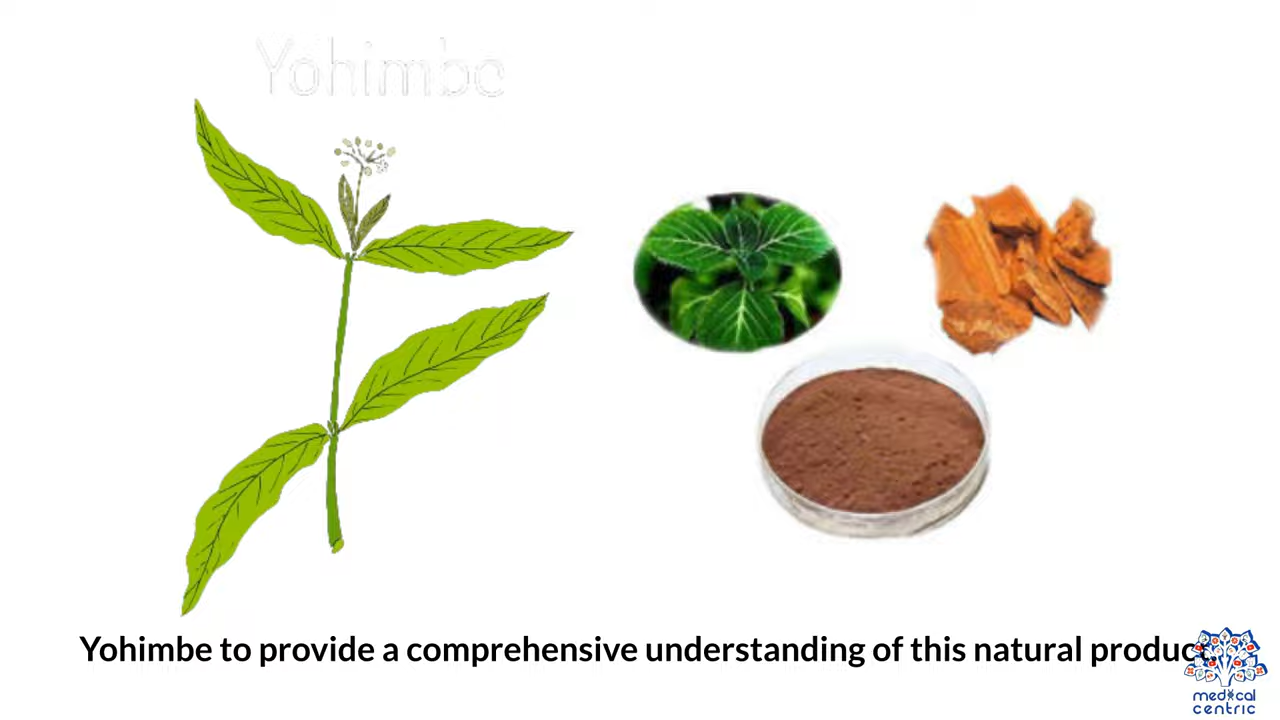 Yohimbe
Yohimbe to provide a comprehensive understanding of this natural product.
medical
centric